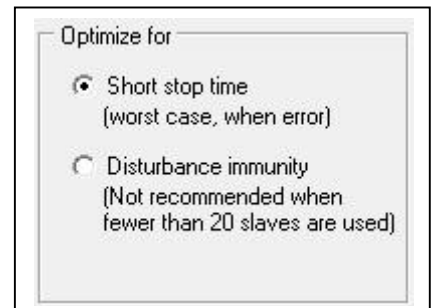 Optimize for
Short stop time
(worst case, when error)
Disturbance immunity
(Not recommended when
fewer than 20 slaves are used)